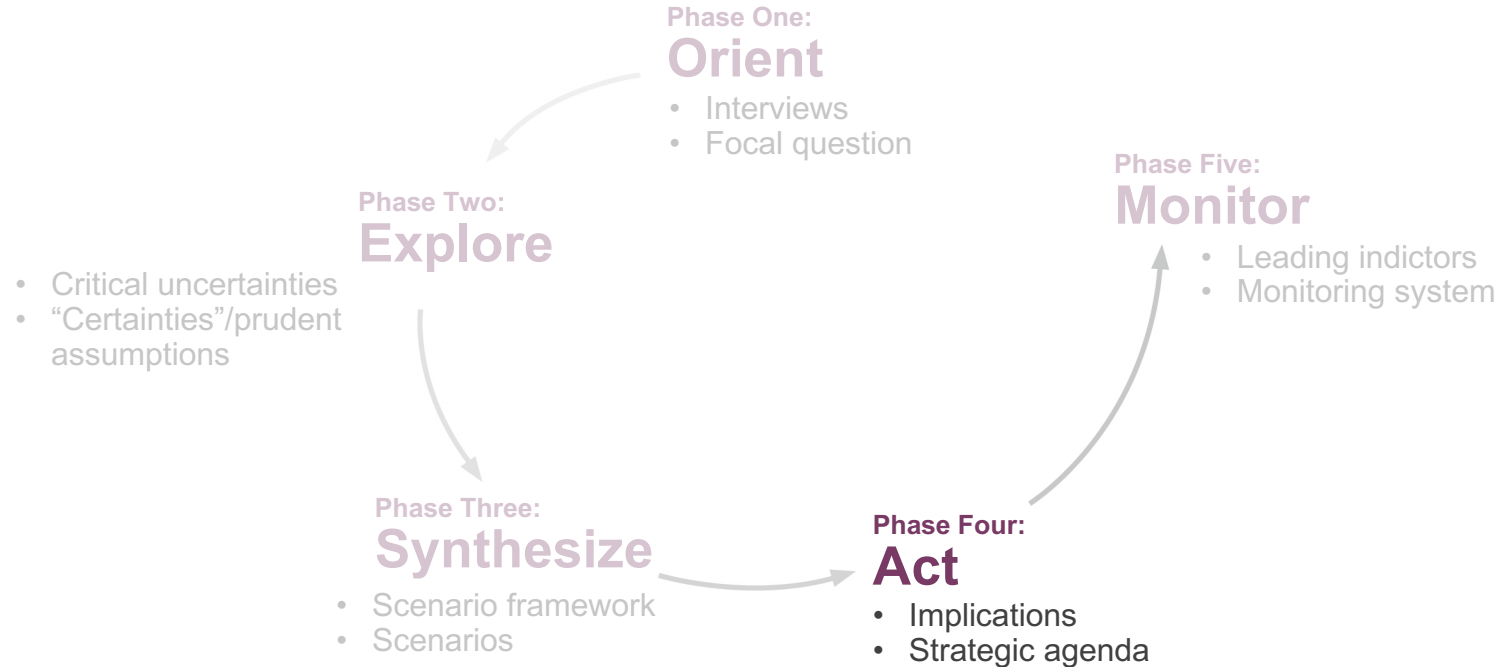 Phase One:
Orient
• Interviews
• Focal question
Phase Two:
Explore
• Critical uncertainties
• “Certainties”/prudent
assumptions
Phase Three:
Synthesize
• Scenario framework
• Scenarios
Phase Four:
Act
• Implications
• Strategic agenda
Phase Five:
Monitor
• Leading indictors
• Monitoring system